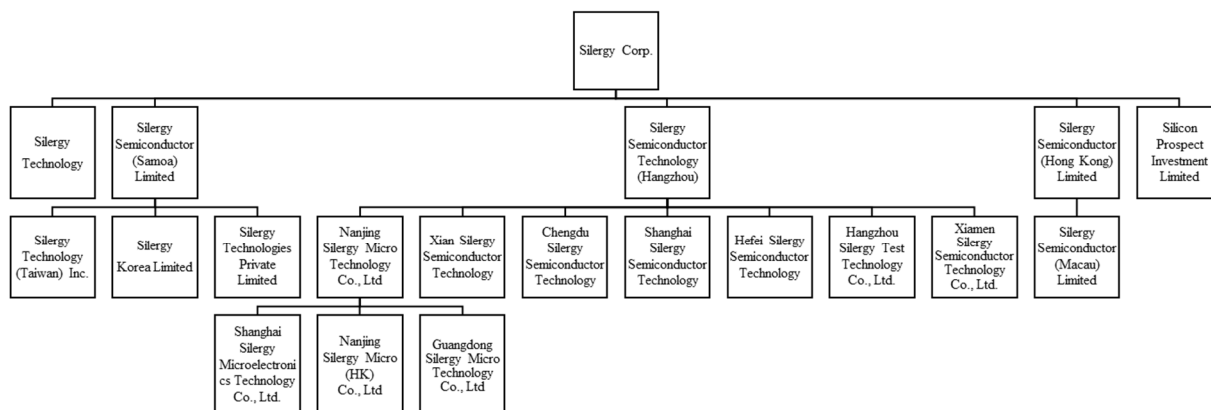 Silergy Corp.
Silergy
Technology
Silergy
Semiconductor
(Samoa)
Limited
Silergy
Semiconductor
Technology
(Hangzhou)
Silergy
Semiconductor
(Hong Kong)
Limited
Silicon
Prospect
Investment
Limited
Silergy
Technology
(Taiwan) Inc.
Silergy
Korea Limited
Silergy
Technologies
Private
Limited
Nanjing
Silergy Micro
Technology
Co., Ltd
Xian Silergy
Semiconductor
Technology
Chengdu
Silergy
Semiconductor
Technology
Shanghai
Silergy
Semiconductor
Technology
Hefei Silergy
Semiconductor
Technology
Hangzhou
Silergy Test
Technology
Co., Ltd.
Xiamen
Silergy
Semiconductor
Technology
Co., Ltd.
Silergy
Semiconductor
(Macau)
Limited
Shanghai
Silergy
Microelectroni
cs Technology
Co., Ltd.
Nanjing
Silergy Micro
(HK)
Co., Ltd
Guangdong
Silergy Micro
Technology
Co., Ltd